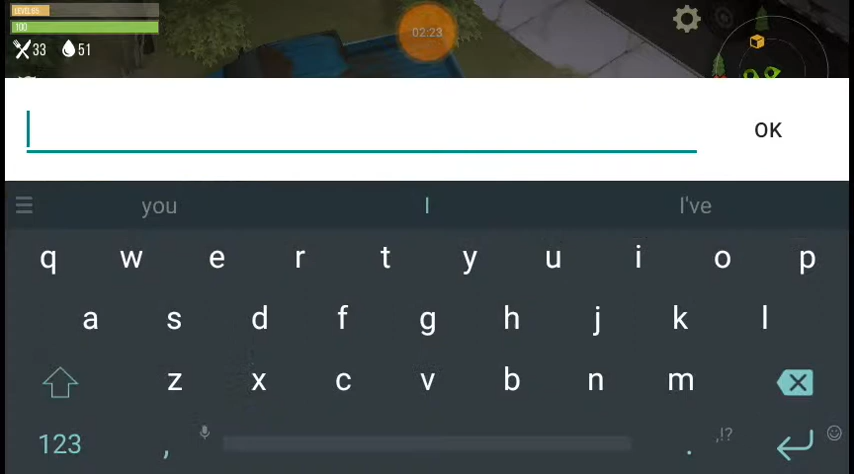 LEVEL 65
100
33 51
02:23
OK
you I I've
q w e r t y u i o p
a s d f g h j k l
z x c v b n m
123 , . ,!?